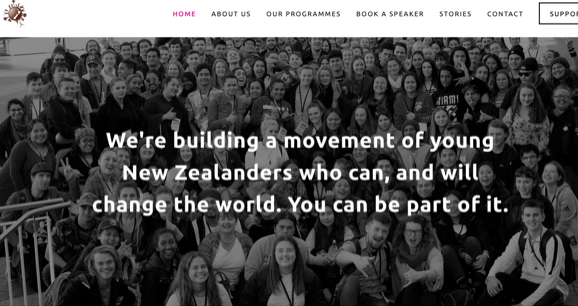 HOME ABOUT US OUR PROGRAMMES BOOK A SPEAKER STORIES CONTACT SUPPO
We're building a movement of young
New Zealanders who can, and will
change the world. You can be part of it.